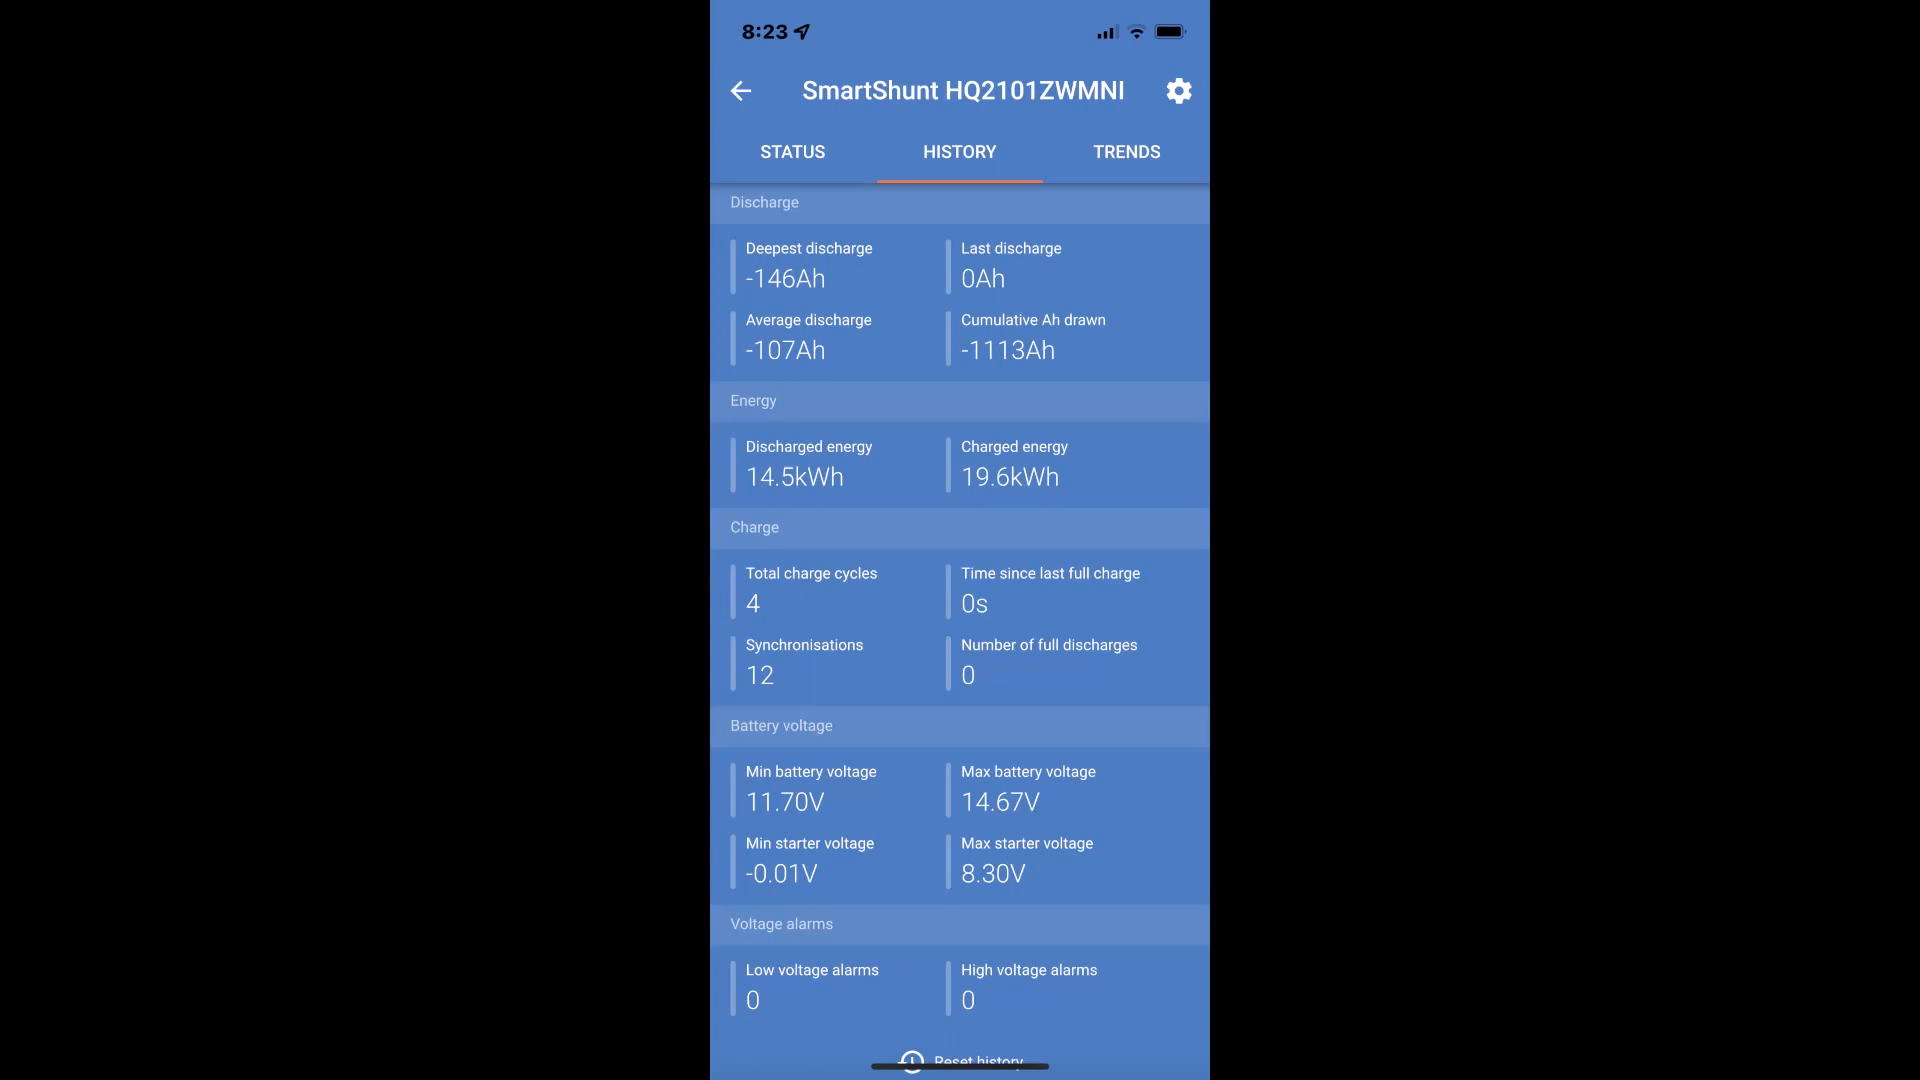 8:23
SmartShunt HQ2101ZWMNI
STATUS HISTORY TRENDS
Discharge
Deepest discharge Last discharge
-146Ah 0Ah
Average discharge Cumulative Ah drawn
-107Ah -1113Ah
Energy
Discharged energy Charged energy
14.5kWh 19.6kWh
Charge
Total charge cycles Time since last full charge
4 0s
Synchronisations Number of full discharges
12 0
Battery voltage
Min battery voltage Max battery voltage
11.70V 14.67V
Min starter voltage Max starter voltage
-0.01V 8.30V
Voltage alarms
Low voltage alarms High voltage alarms
0 0
Reset history